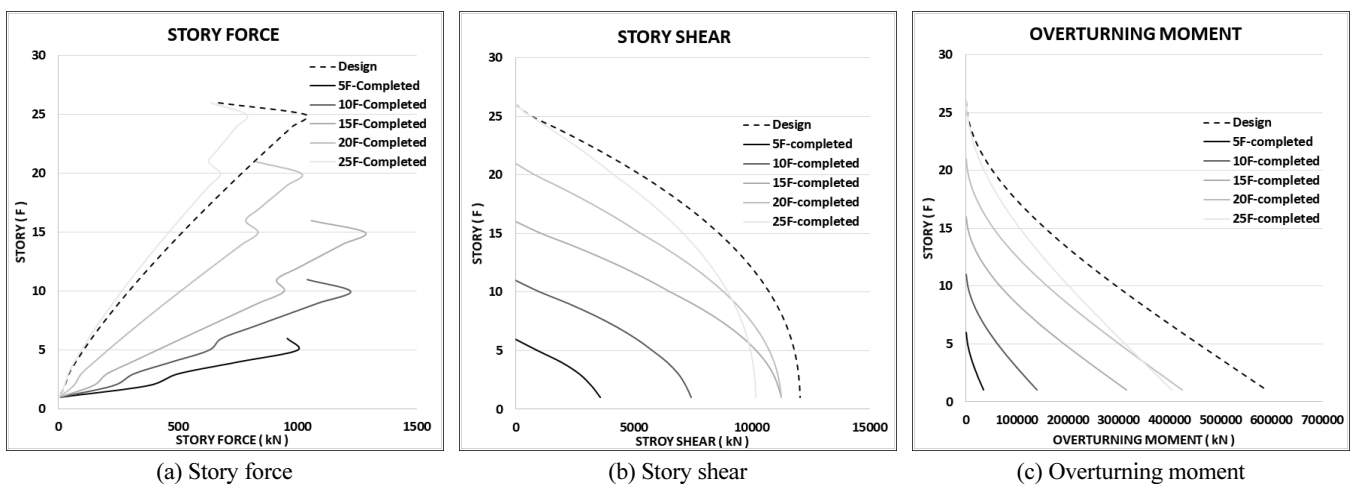 STORY FORCE
30
25
20
15
10
5
0
STORY ( F )
0 500 1000 1500
STORY FORCE ( kN )
Design
5F-Completed
10F-Completed
15F-Completed
20F-Completed
25F-Completed
(a) Story force
STORY SHEAR
30
25
20
15
10
5
0
STORY ( F )
0 5000 10000 15000
STROY SHEAR ( kN )
Design
5F-completed
10F-completed
15F-completed
20F-completed
25F-completed
(b) Story shear
OVERTURNING MOMENT
30
25
20
15
10
5
0
STORY ( F )
0 100000 200000 300000 400000 500000 600000 700000
OVERTURNING MOMENT ( kN )
Design
5F-completed
10F-completed
15F-completed
20F-completed
25F-completed
(c) Overturning moment